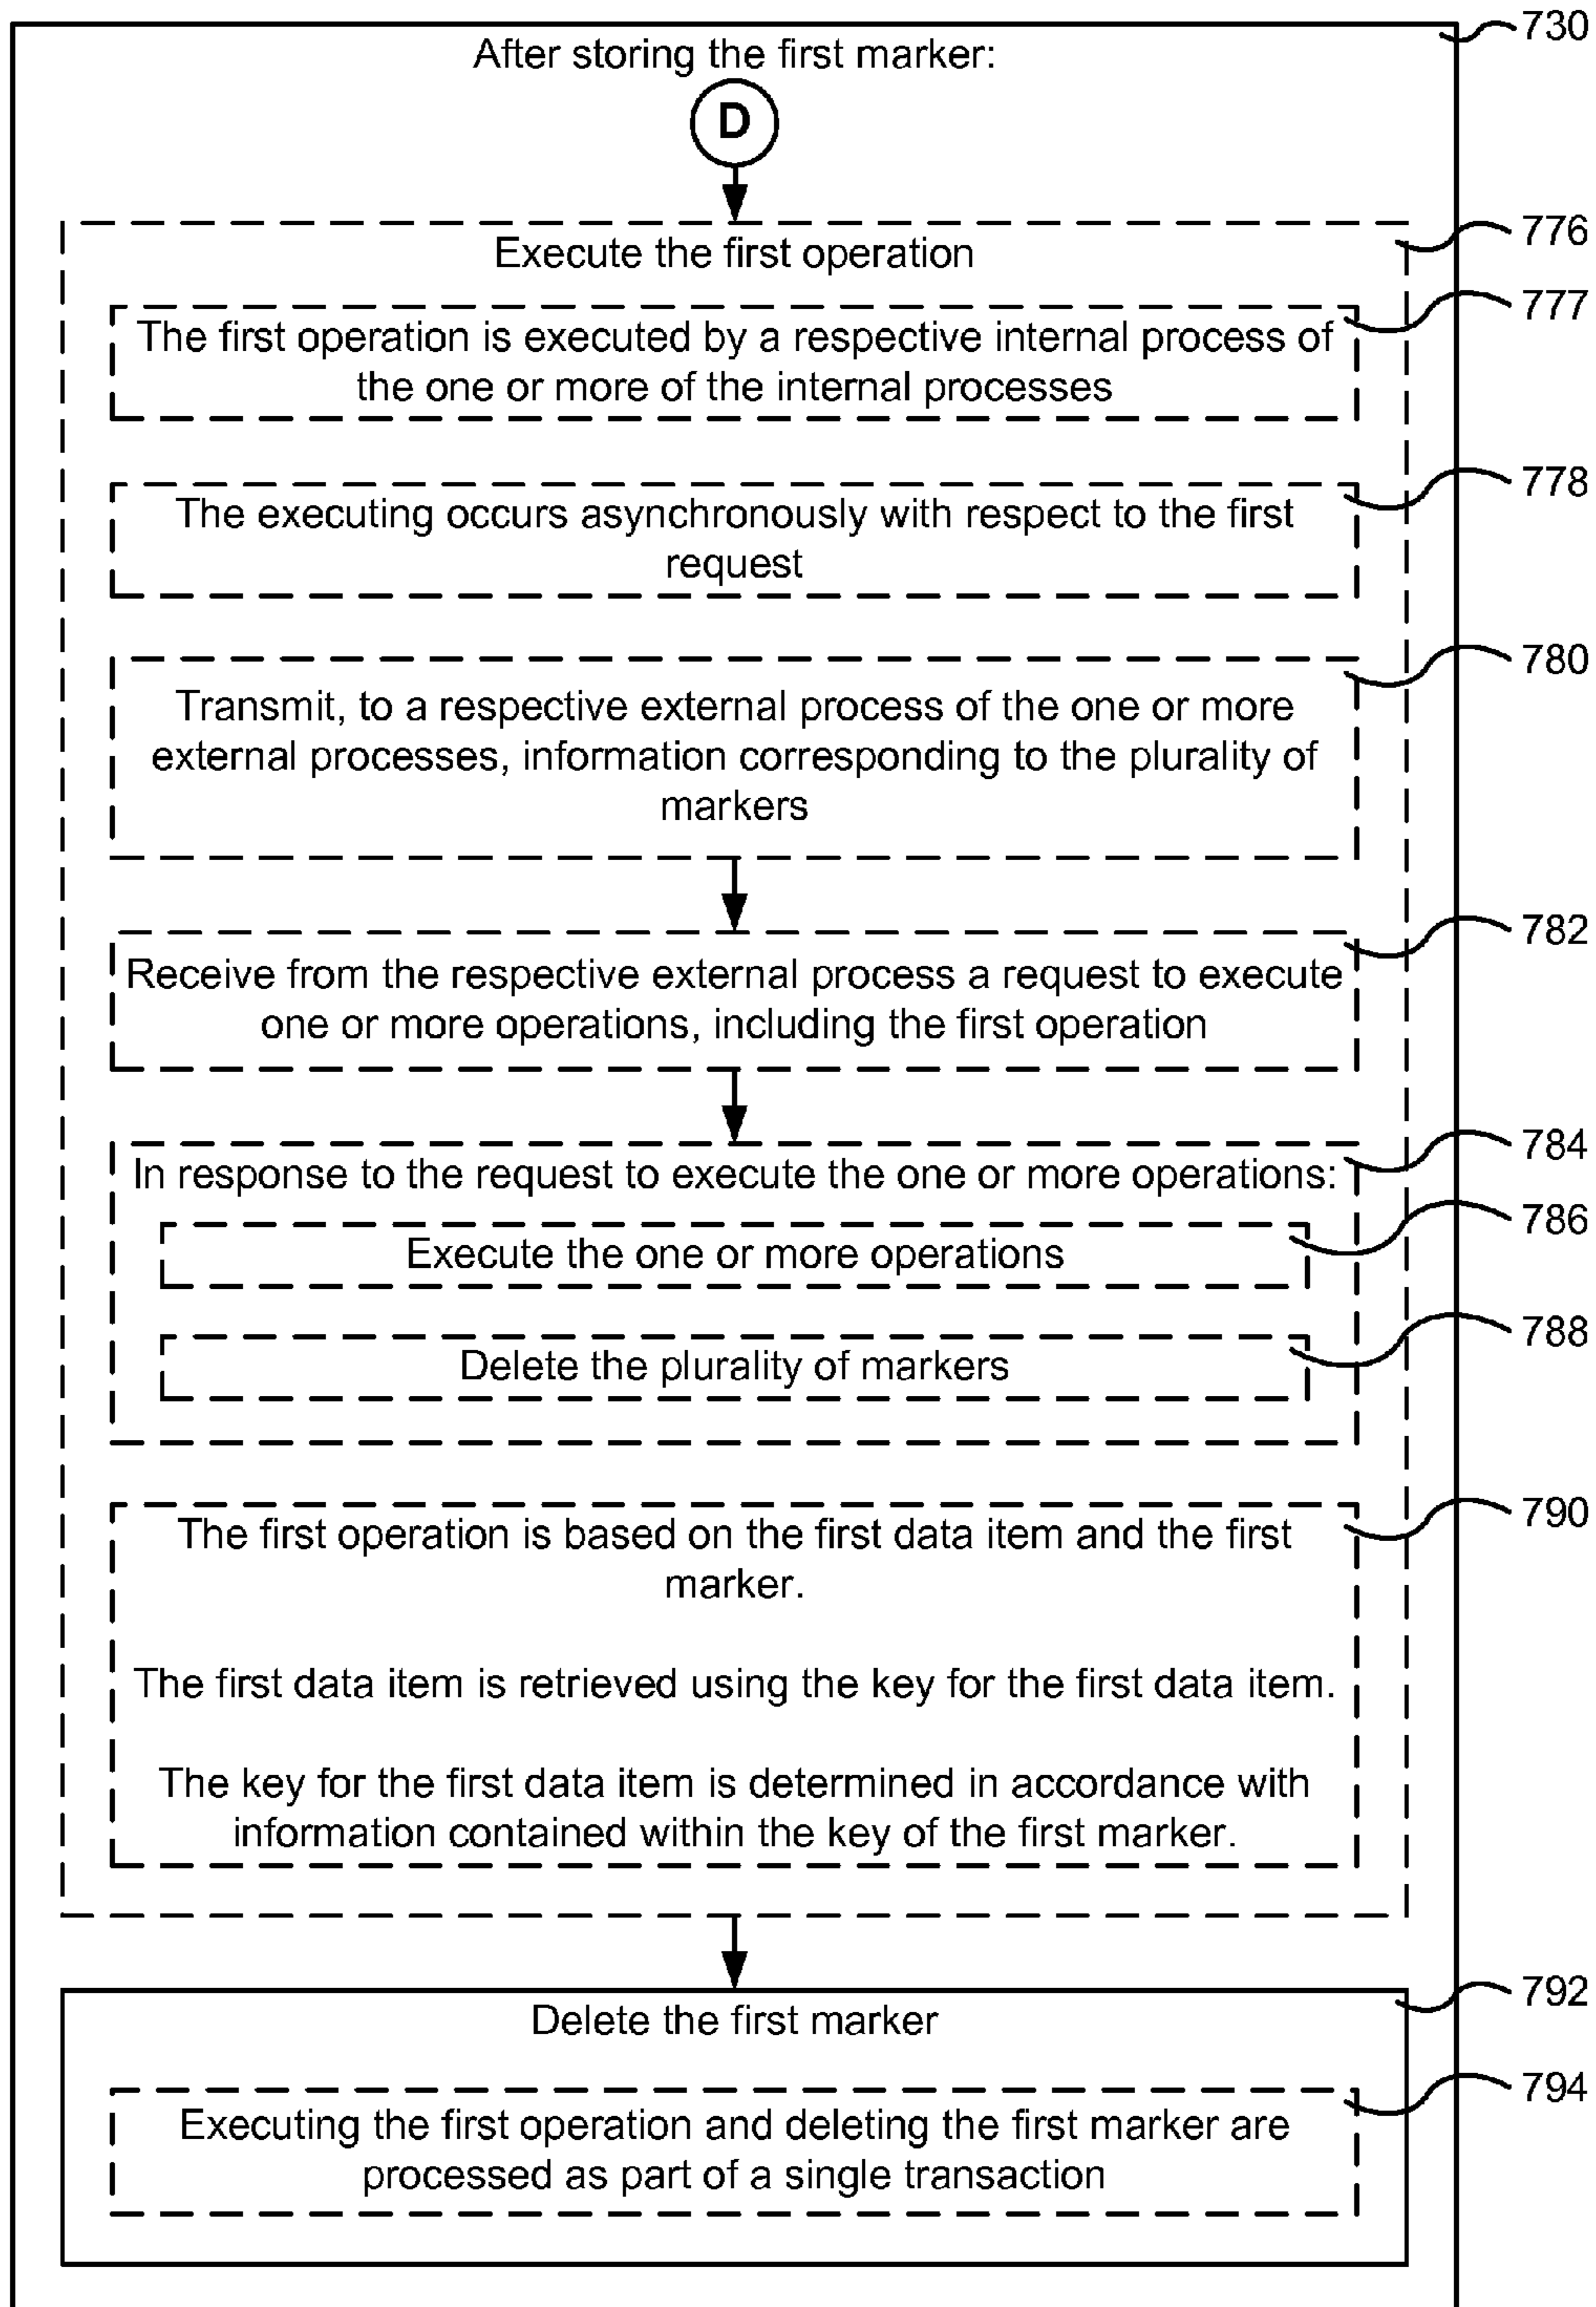 730
After storing the first marker:
D
776
Execute the first operation
777
The first operation is executed by a respective internal process of
the one or more of the internal processes
778
The executing occurs asynchronously with respect to the first
request
780
Transmit, to a respective external process of the one or more
external processes, information corresponding to the plurality of
markers
782
Receive from the respective external process a request to execute
one or more operations, including the first operation
784
In response to the request to execute the one or more operations:
786
Execute the one or more operations
788
Delete the plurality of markers
790
The first operation is based on the first data item and the first
marker.
The first data item is retrieved using the key for the first data item.
The key for the first data item is determined in accordance with
information contained within the key of the first marker.
792
Delete the first marker
794
Executing the first operation and deleting the first marker are
processed as part of a single transaction